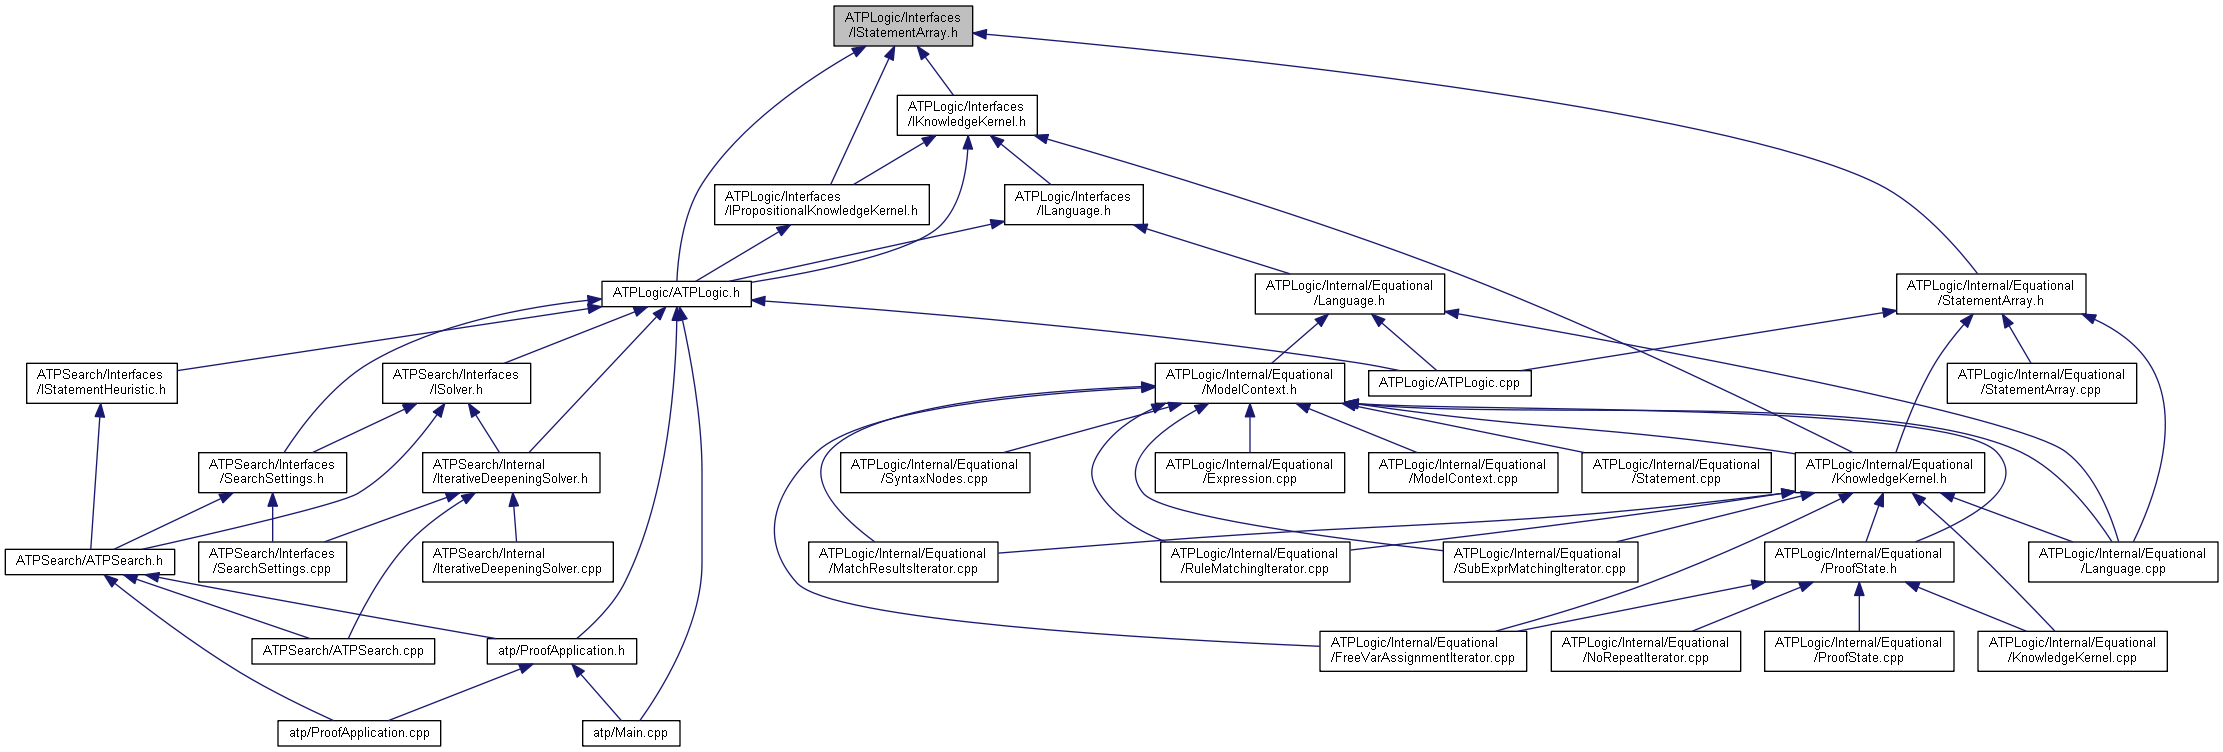 ATPLogic/Interfaces
/IStatementArray.h
ATPLogic/Interfaces
/IKnowledgeKernel.h
ATPLogic/Interfaces
/IPropositionalKnowledgeKernel.h
ATPLogic/Interfaces
/ILanguage.h
ATPLogic/ATPLogic.h
ATPLogic/Internal/Equational
/Language.h
ATPLogic/Internal/Equational
/StatementArray.h
ATPSearch/Interfaces
/IStatementHeuristic.h
ATPSearch/Interfaces
/ISolver.h
ATPLogic/Internal/Equational
/ModelContext.h
ATPLogic/ATPLogic.cpp
ATPLogic/Internal/Equational
/StatementArray.cpp
ATPSearch/Interfaces
/SearchSettings.h
ATPSearch/Internal
/IterativeDeepeningSolver.h
ATPLogic/Internal/Equational
/SyntaxNodes.cpp
ATPLogic/Internal/Equational
/Expression.cpp
ATPLogic/Internal/Equational
/ModelContext.cpp
ATPLogic/Internal/Equational
/Statement.cpp
ATPLogic/Internal/Equational
/KnowledgeKernel.h
ATPSearch/ATPSearch.h
ATPSearch/Interfaces
/SearchSettings.cpp
ATPSearch/Internal
/IterativeDeepeningSolver.cpp
ATPLogic/Internal/Equational
/MatchResultsIterator.cpp
ATPLogic/Internal/Equational
/RuleMatchingIterator.cpp
ATPLogic/Internal/Equational
/SubExprMatchingIterator.cpp
ATPLogic/Internal/Equational
/ProofState.h
ATPLogic/Internal/Equational
/Language.cpp
ATPSearch/ATPSearch.cpp
atp/ProofApplication.h
ATPLogic/Internal/Equational
/FreeVarAssignmentIterator.cpp
ATPLogic/Internal/Equational
/NoRepeatIterator.cpp
ATPLogic/Internal/Equational
/ProofState.cpp
ATPLogic/Internal/Equational
/KnowledgeKernel.cpp
atp/ProofApplication.cpp
atp/Main.cpp